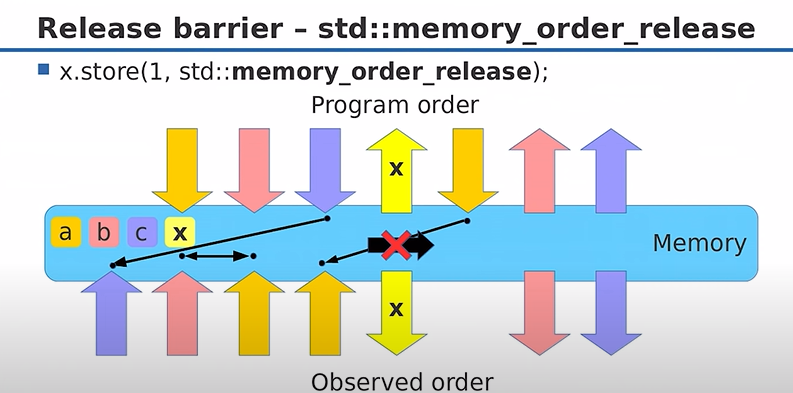 Release barrier – std::memory_order_release
x.store(1, std::memory_order_release);
Program order
x
a b c x
Memory
x
Observed order